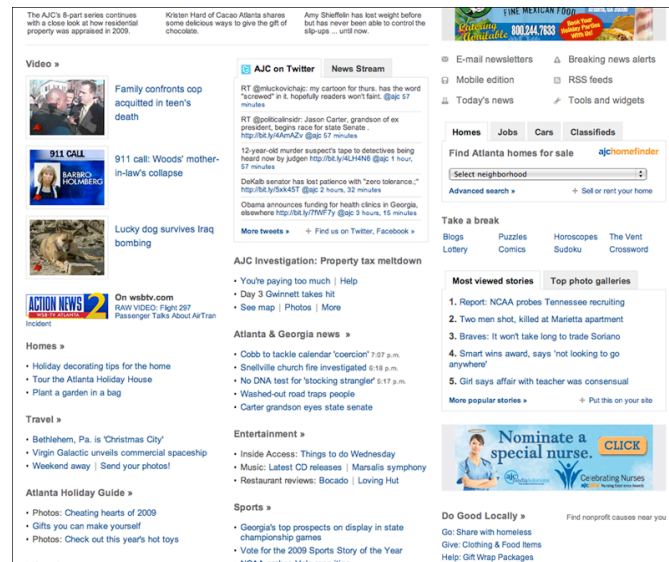 The AJC's 8-part series continues
with a close look at how residential
property was appraised in 2009.
Kristen Hard of Cacao Atlanta shares
some delicious ways to give the gift of
chocolate.
Amy Shieffelin has lost weight before
but has never been able to control the
slip-ups ... until now.
Video »
Family confronts cop
acquitted in teen's
death
911 CALL
BARBRO
HOLMBERG
911 call: Woods' mother-
in-law's collapse
Lucky dog survives Iraq
bombing
ACTION NEWS 2
WSB-TV ATLANTA
On wsbtv.com
RAW VIDEO: Flight 297
Passenger Talks About AirTran
Incident
Homes »
• Holiday decorating tips for the home
• Tour the Atlanta Holiday House
• Plant a garden in a bag
Travel »
• Bethlehem, Pa. is 'Christmas City'
• Virgin Galactic unveils commercial spaceship
• Weekend away | Send your photos!
Atlanta Holiday Guide »
• Photos: Cheating hearts of 2009
• Gifts you can make yourself
• Photos: Check out this year's hot toys
AJC on Twitter
News Stream
RT @mluckovichajc: my cartoon for thurs. has the word
"screwed" in it. hopefully readers won't faint. @ajc 57
minutes
RT @politicalinsidr: Jason Carter, grandson of ex
president, begins race for state Senate .
http://bit.ly/4AmAZv @ajc 57 minutes
12-year-old murder suspect's tape to detectives being
heard now by judgen http://bit.ly/4LH4N6 @ajc 1 hour,
57 minutes
DeKalb senator has lost patience with "zero tolerance.;"
http://bit.ly/5xk45T @ajc 2 hours, 32 minutes
Obama announces funding for health clinics in Georgia,
elsewhere http://bit.ly/7fWF7y @ajc 3 hours, 15 minutes
More tweets »
+ Find us on Twitter, Facebook »
AJC Investigation: Property tax meltdown
• You're paying too much | Help
• Day 3 Gwinnett takes hit
• See map | Photos | More
Atlanta & Georgia news »
• Cobb to tackle calendar 'coercion' 7:07 p.m.
• Snellville church fire investigated 6:18 p.m.
• No DNA test for 'stocking strangler' 5:17 p.m.
• Washed-out road traps people
• Carter grandson eyes state senate
Entertainment »
• Inside Access: Things to do Wednesday
• Music: Latest CD releases | Marsalis symphony
• Restaurant reviews: Bocado | Loving Hut
Sports »
• Georgia's top prospects on display in state
championship games
• Vote for the 2009 Sports Story of the Year
FINE MEXICAN FOOD
Catering
Available
800.244.7633
Book Your
Holiday Parties
With Us!
E-mail newsletters
Breaking news alerts
Mobile edition
RSS feeds
Today's news
Tools and widgets
Homes
Jobs
Cars
Classifieds
Find Atlanta homes for sale
ajchomefinder
Select neighborhood
Advanced search »
+ Sell or rent your home
Take a break
Blogs Puzzles Horoscopes The Vent
Lottery Comics Sudoku Crossword
Most viewed stories
Top photo galleries
1. Report: NCAA probes Tennessee recruiting
2. Two men shot, killed at Marietta apartment
3. Braves: It won't take long to trade Soriano
4. Smart wins award, says 'not looking to go
anywhere'
5. Girl says affair with teacher was consensual
More popular stories »
+ Put this on your site
Nominate a
special nurse.
CLICK
Celebrating Nurses
Do Good Locally »
Find nonprofit causes near you
Go: Share with homeless
Give: Clothing & Food Items
Help: Gift Wrap Packages